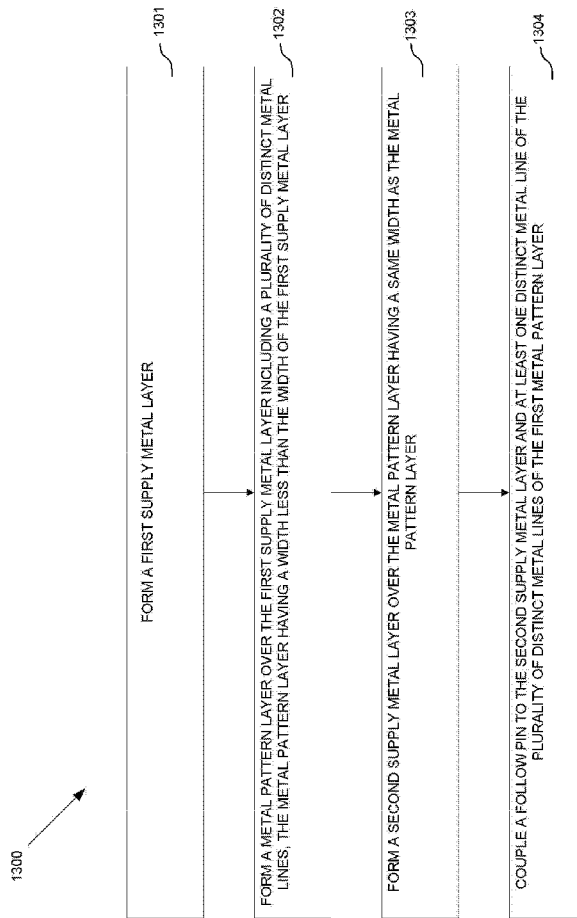 1300
FORM A FIRST SUPPLY METAL LAYER
1301
FORM A METAL PATTERN LAYER OVER THE FIRST SUPPLY METAL LAYER INCLUDING A PLURALITY OF DISTINCT METAL
LINES, THE METAL PATTERN LAYER HAVING A WIDTH LESS THAN THE WIDTH OF THE FIRST SUPPLY METAL LAYER
1302
FORM A SECOND SUPPLY METAL LAYER OVER THE METAL PATTERN LAYER HAVING A SAME WIDTH AS THE METAL
PATTERN LAYER
1303
COUPLE A FOLLOW PIN TO THE SECOND SUPPLY METAL LAYER AND AT LEAST ONE DISTINCT METAL LINE OF THE
PLURALITY OF DISTINCT METAL LINES OF THE FIRST METAL PATTERN LAYER
1304